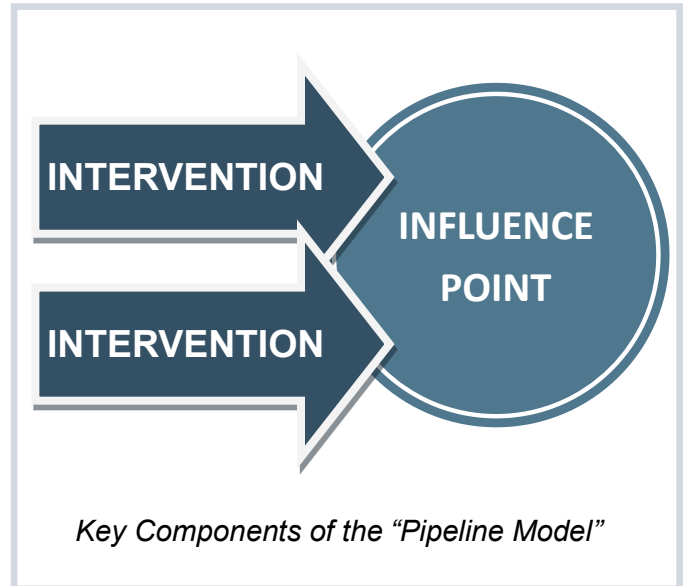 INTERVENTION
INFLUENCE
POINT
INTERVENTION
Key Components of the “Pipeline Model”